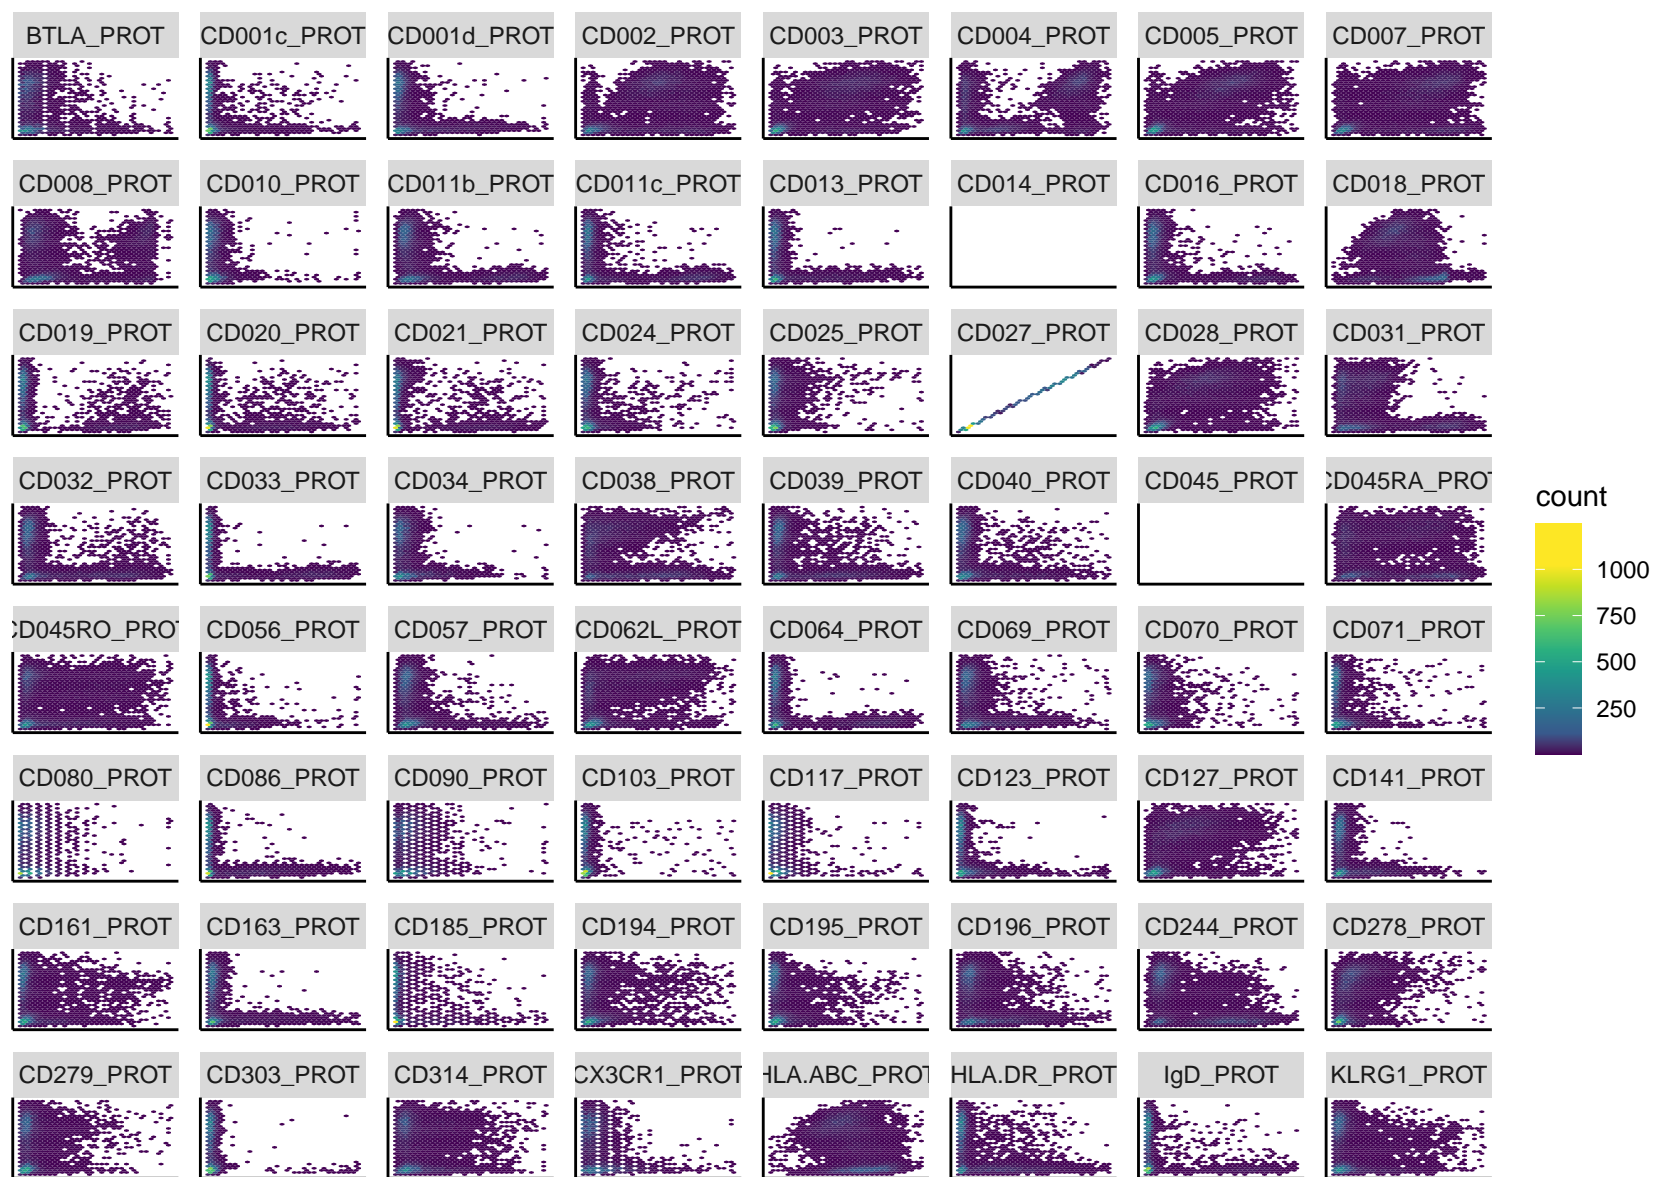 BTLA_PROT CD001c_PROT CD001d_PROT CD002_PROT CD003_PROT CD004_PROT CD005_PROT CD007_PROT
CD008_PROT CD010_PROT CD011b_PROT CD011c_PROT CD013_PROT CD014_PROT CD016_PROT CD018_PROT
CD019_PROT CD020_PROT CD021_PROT CD024_PROT CD025_PROT CD027_PROT CD028_PROT CD031_PROT
CD032_PROT CD033_PROT CD034_PROT CD038_PROT CD039_PROT CD040_PROT CD045_PROT CD045RA_PROT
CD045RO_PROT CD056_PROT CD057_PROT CD062L_PROT CD064_PROT CD069_PROT CD070_PROT CD071_PROT
CD080_PROT CD086_PROT CD090_PROT CD103_PROT CD117_PROT CD123_PROT CD127_PROT CD141_PROT
CD161_PROT CD163_PROT CD185_PROT CD194_PROT CD195_PROT CD196_PROT CD244_PROT CD278_PROT
CD279_PROT CD303_PROT CD314_PROT CX3CR1_PROT HLA.ABC_PROT HLA.DR_PROT IgD_PROT KLRG1_PROT
count
1000
750
500
250